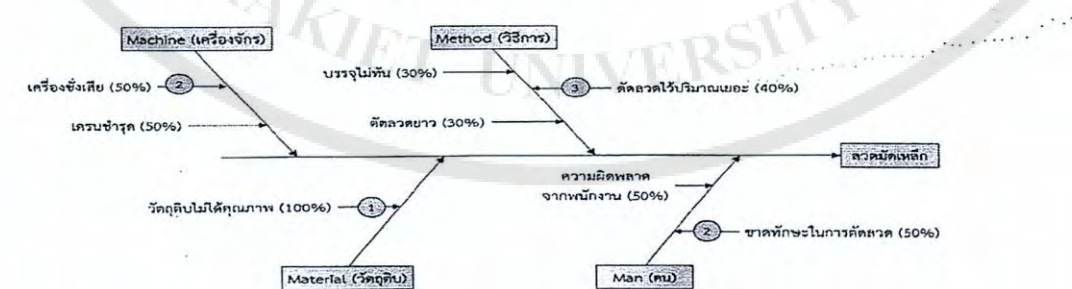 Machine (เครื่องจักร)
Method (วิธีการ)
บรรจุไม่ทัน (30%)
เครื่องชั่งเสีย (50%)
2
3
ตัดลวดไว้ปริมาณเยอะ (40%)
เครนชำรุด (50%)
ตัดลวดยาว (30%)
ลวดมัดเหล็ก
ความผิดพลาด
จากพนักงาน (50%)
วัตถุดิบไม่ได้คุณภาพ (100%)
1
2
ขาดทักษะในการตัดลวด (50%)
Material (วัตถุดิบ)
Man (คน)
UNIVERSITY